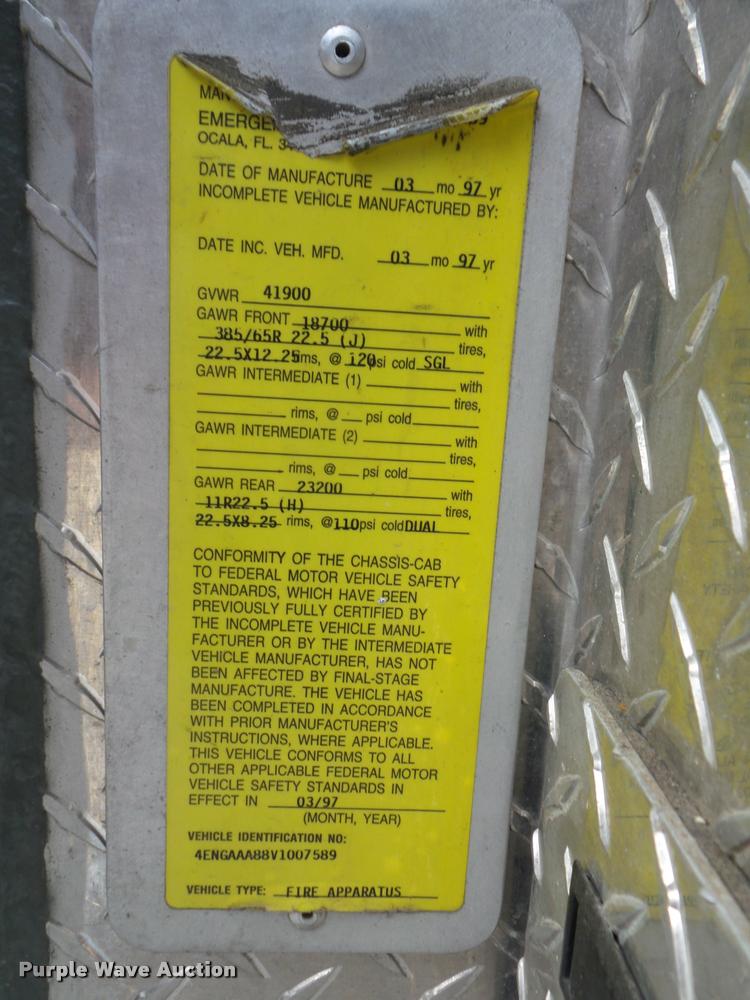 MAN
EMERGE
OCALA, FL. 3
DATE OF MANUFACTURE 03 mo 97 yr
INCOMPLETE VEHICLE MANUFACTURED BY:
DATE INC. VEH. MFD. 03 mo 97 yr
GVWR 41900
GAWR FRONT 18700 with
385/65R 22.5 (J) tires,
22.5X12.25 rims, @ 120 psi cold SGL
GAWR INTERMEDIATE (1) with
tires,
rims, @ psi cold
GAWR INTERMEDIATE (2) with
tires,
rims, @ psi cold
GAWR REAR 23200 with
11R22.5 (H) tires,
22.5X8.25 rims, @110psi cold DUAL
CONFORMITY OF THE CHASSIS-CAB
TO FEDERAL MOTOR VEHICLE SAFETY
STANDARDS, WHICH HAVE BEEN
PREVIOUSLY FULLY CERTIFIED BY
THE INCOMPLETE VEHICLE MANU-
FACTURER OR BY THE INTERMEDIATE
VEHICLE MANUFACTURER, HAS NOT
BEEN AFFECTED BY FINAL-STAGE
MANUFACTURE. THE VEHICLE HAS
BEEN COMPLETED IN ACCORDANCE
WITH PRIOR MANUFACTURER'S
INSTRUCTIONS, WHERE APPLICABLE.
THIS VEHICLE CONFORMS TO ALL
OTHER APPLICABLE FEDERAL MOTOR
VEHICLE SAFETY STANDARDS IN
EFFECT IN 03/97
(MONTH, YEAR)
VEHICLE IDENTIFICATION NO:
4ENGAAA88V1007589
VEHICLE TYPE: FIRE APPARATUS
Purple Wave Auction